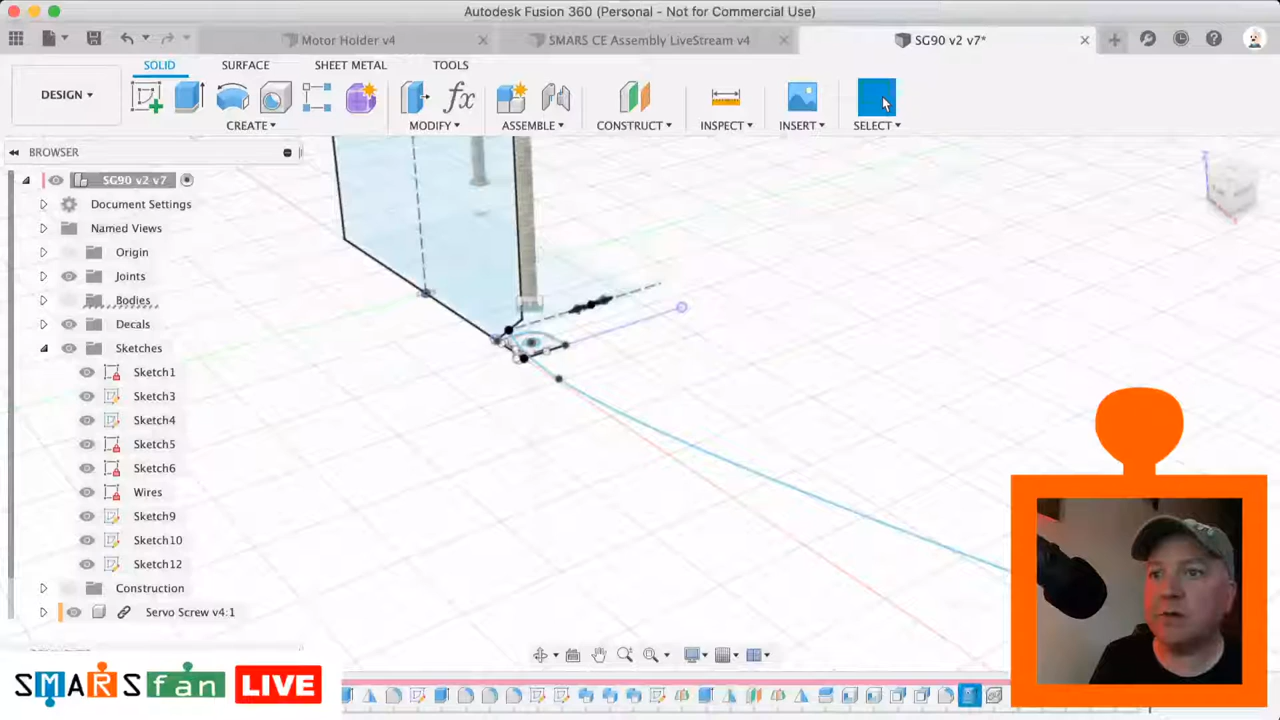 Autodesk Fusion 360 (Personal - Not for Commercial Use)
Motor Holder v4
SMARS CE Assembly LiveStream v4
SG90 v2 v7*
SOLID
SURFACE
SHEET METAL
TOOLS
DESIGN
CREATE
MODIFY
ASSEMBLE
CONSTRUCT
INSPECT
INSERT
SELECT
BROWSER
SG90 v2 v7
Document Settings
Named Views
Origin
Joints
Bodies
Decals
Sketches
Sketch1
Sketch3
Sketch4
Sketch5
Sketch6
Wires
Sketch9
Sketch10
Sketch12
Construction
Servo Screw v4:1
SMARS fan LIVE